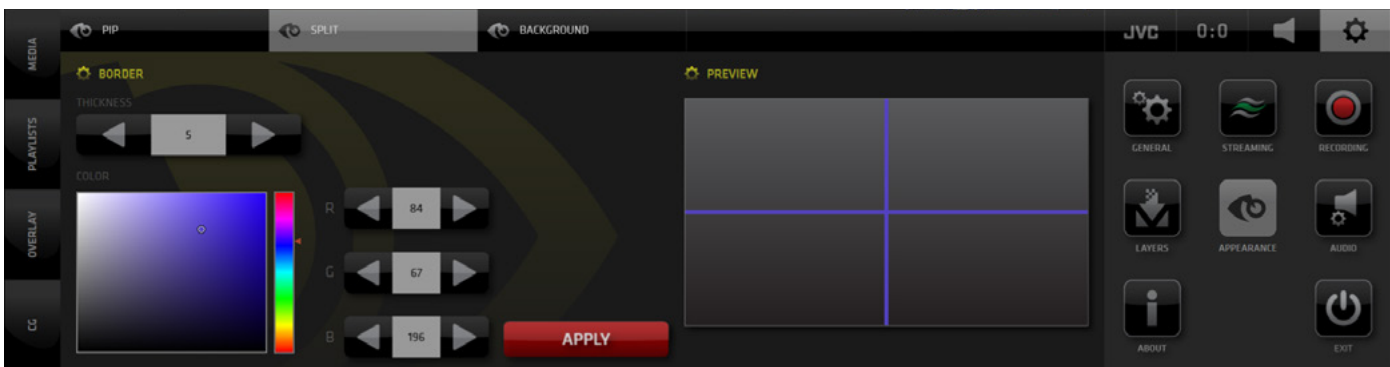 MEDIA
PLAYLISTS
OVERLAY
CG
PIP
SPLIT
BACKGROUND
JVC
0:0
BORDER
THICKNESS
5
COLOR
R
84
G
67
B
196
APPLY
PREVIEW
GENERAL
STREAMING
RECORDING
LAYERS
APPEARANCE
AUDIO
ABOUT
EXIT